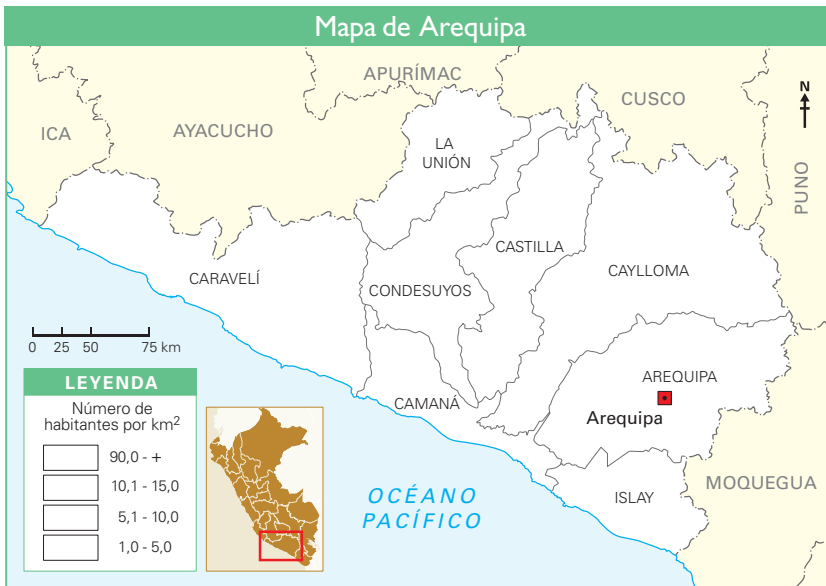 Mapa de Arequipa
APURÍMAC
CUSCO
N
ICA
AYACUCHO
LA
UNIÓN
PUNO
CASTILLA
CARAVELÍ
CONDESUYOS
CAYLLOMA
0 25 50 75 km
AREQUIPA
CAMANÁ
Arequipa
LEYENDA
Número de
habitantes por km²
90,0 - +
10,1 - 15,0
5,1 - 10,0
1,0 - 5,0
OCÉANO
PACÍFICO
ISLAY
MOQUEGUA